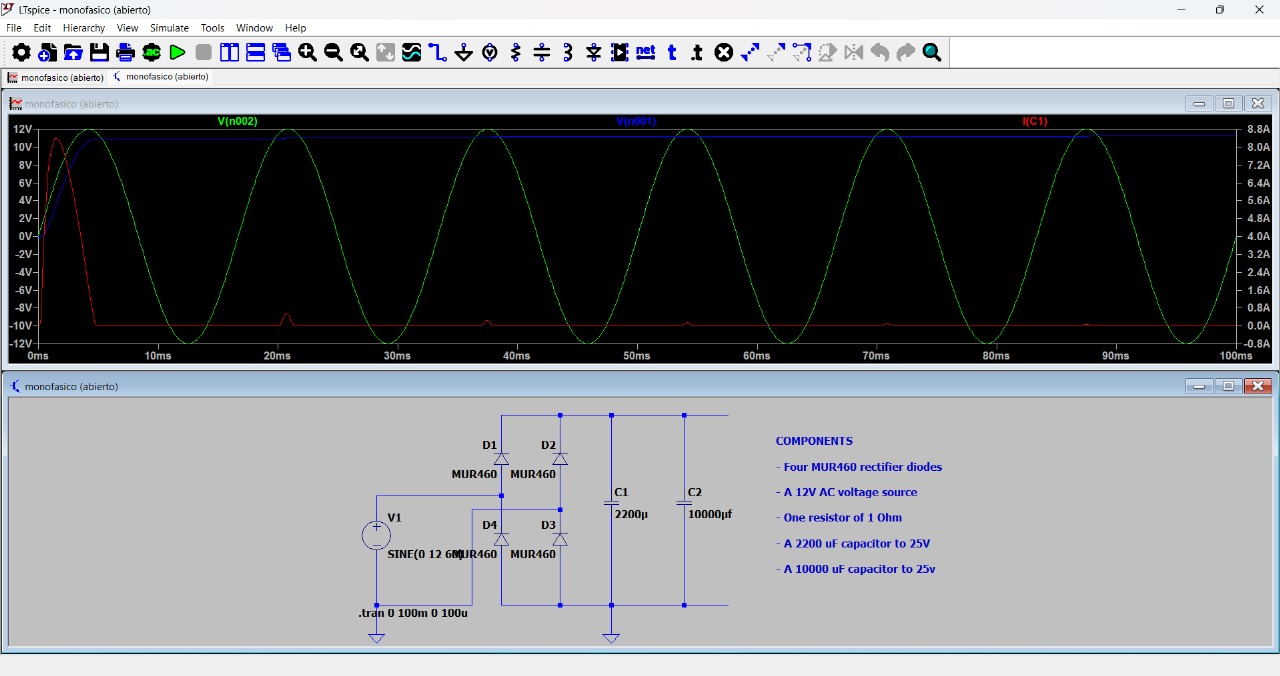 LTspice - monofasico (abierto)
File Edit Hierarchy View Simulate Tools Window Help
ac net t .t
monofasico (abierto) monofasico (abierto)
monofasico (abierto)
V(n002) V(n001) I(C1)
12V 8.8A
10V 8.0A
8V 7.2A
6V 6.4A
4V 5.6A
2V 4.8A
0V 4.0A
-2V 3.2A
-4V 2.4A
-6V 1.6A
-8V 0.8A
-10V 0.0A
-12V -0.8A
0ms 10ms 20ms 30ms 40ms 50ms 60ms 70ms 80ms 90ms 100ms
monofasico (abierto)
D1 D2
MUR460 MUR460
C1 C2
2200µ 10000µf
V1
D4 D3
SINE(0 12 60) MUR460 MUR460
.tran 0 100m 0 100u
COMPONENTS
- Four MUR460 rectifier diodes
- A 12V AC voltage source
- One resistor of 1 Ohm
- A 2200 uF capacitor to 25V
- A 10000 uF capacitor to 25v